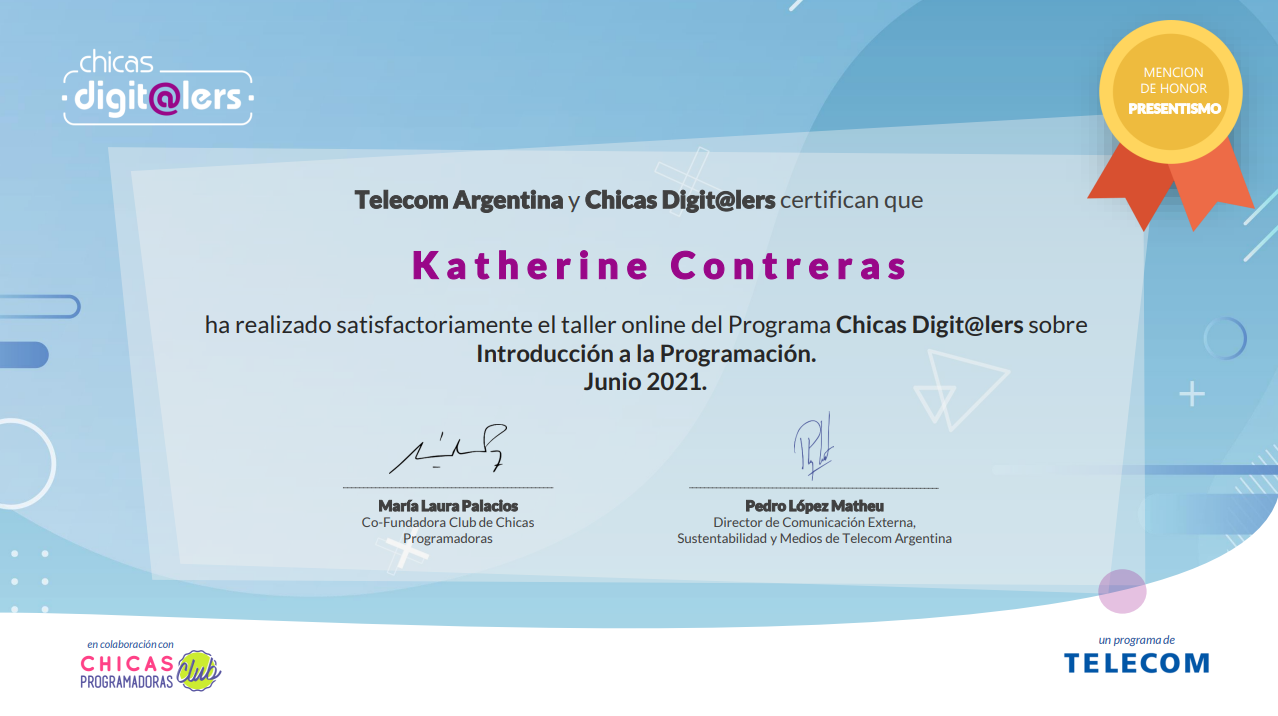 chicas
digit@lers
MENCION
DE HONOR
PRESENTISMO
Telecom Argentina y Chicas Digit@lers certifican que
Katherine Contreras
ha realizado satisfactoriamente el taller online del Programa Chicas Digit@lers sobre
Introducción a la Programación.
Junio 2021.
María Laura Palacios
Co-Fundadora Club de Chicas
Programadoras
Pedro López Matheu
Director de Comunicación Externa,
Sustentabilidad y Medios de Telecom Argentina
en colaboración con
CHICAS
PROGRAMADORAS
Club
un programa de
TELECOM